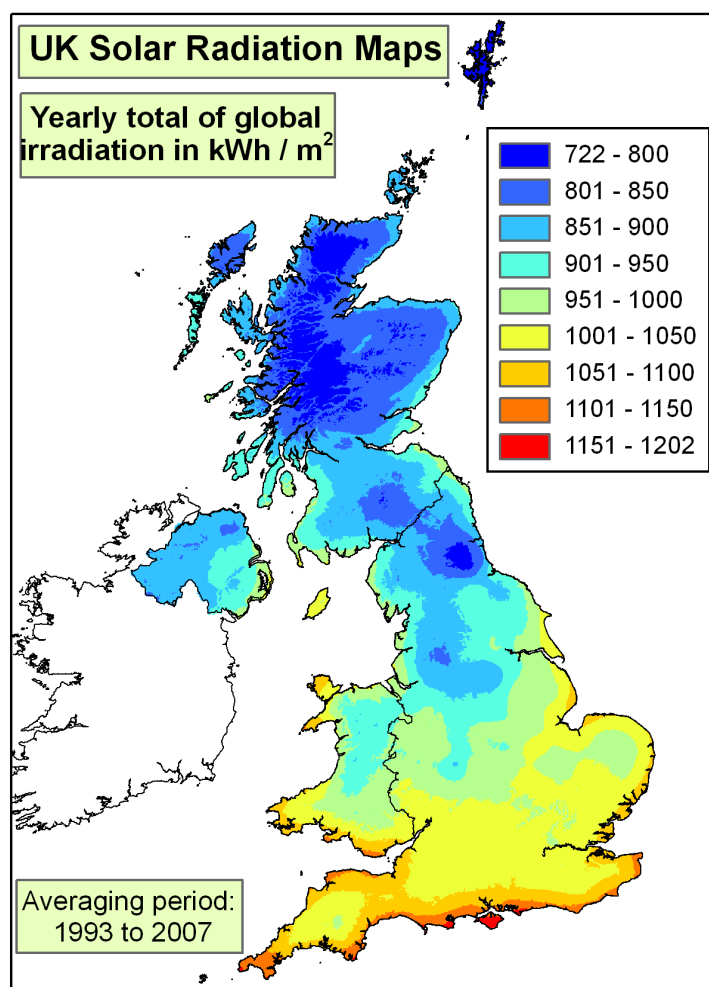 UK Solar Radiation Maps
Yearly total of global
irradiation in kWh / m²
722 - 800
801 - 850
851 - 900
901 - 950
951 - 1000
1001 - 1050
1051 - 1100
1101 - 1150
1151 - 1202
Averaging period:
1993 to 2007